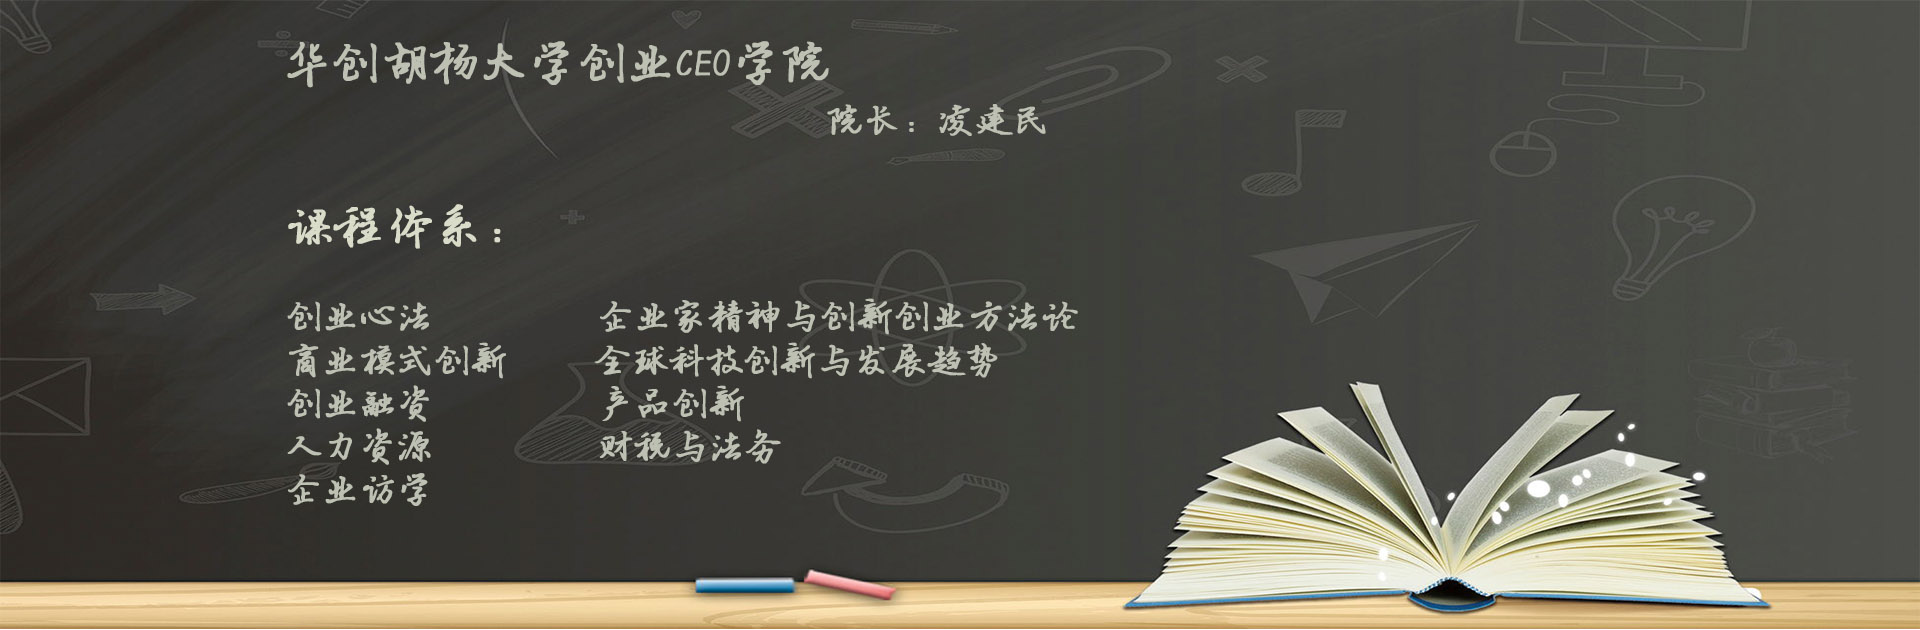 华创胡杨大学创业CEO学院
院长：凌建民
课程体系：
创业心法 企业家精神与创新创业方法论
商业模式创新 全球科技创新与发展趋势
创业融资 产品创新
人力资源 财税与法务
企业访学